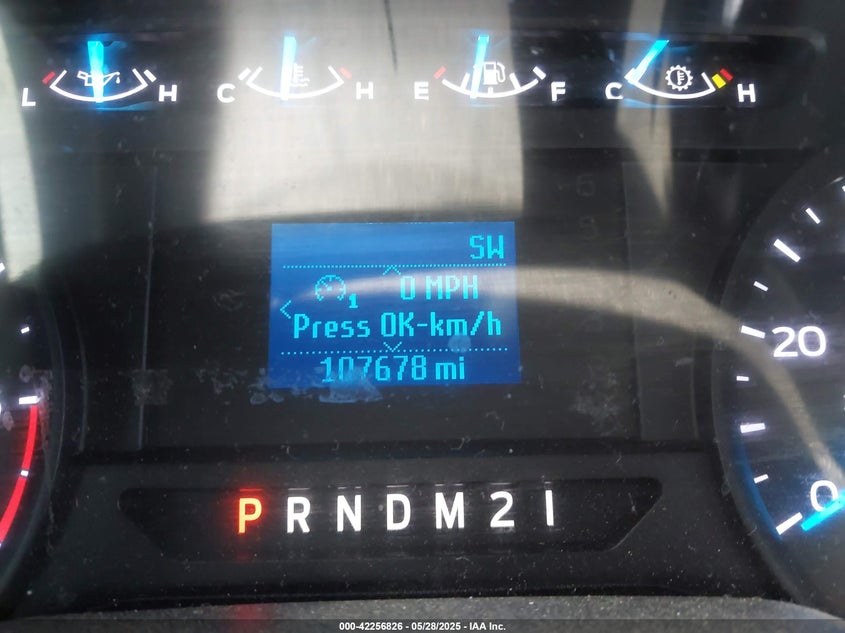 L H C H E F C H
SW
0 MPH
1
Press OK-km/h
107678 mi
20
0
P R N D M 2 1
000-42256826 - 05/28/2025 - IAA Inc.